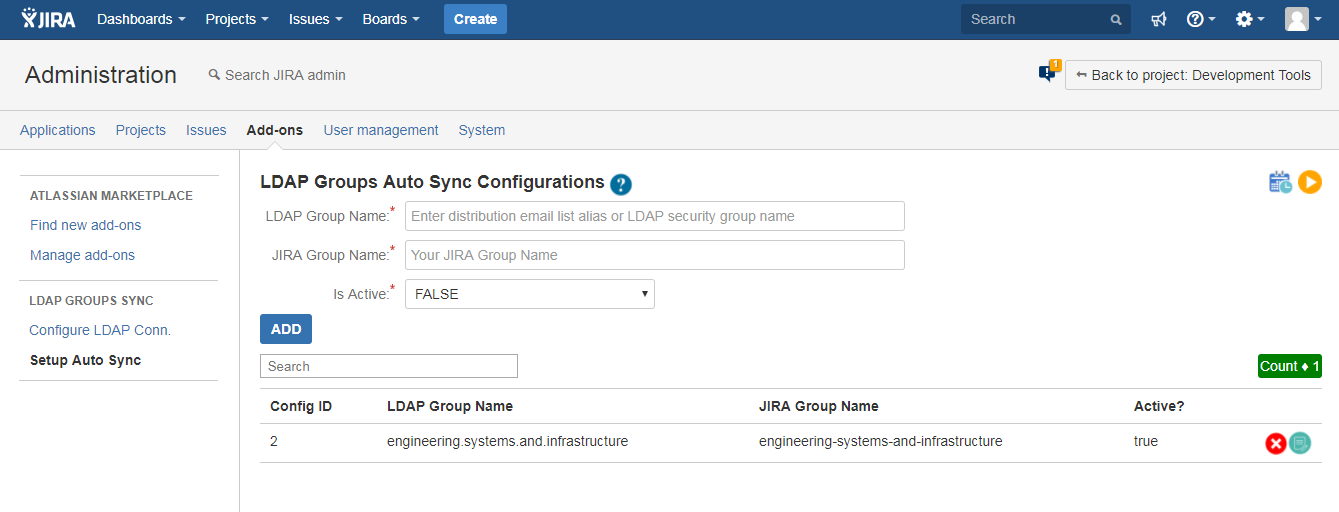 JIRA Dashboards Projects Issues Boards Create Search
Administration Search JIRA admin 1 Back to project: Development Tools
Applications Projects Issues Add-ons User management System
ATLASSIAN MARKETPLACE
Find new add-ons
Manage add-ons
LDAP GROUPS SYNC
Configure LDAP Conn.
Setup Auto Sync
LDAP Groups Auto Sync Configurations ?
LDAP Group Name:* Enter distribution email list alias or LDAP security group name
JIRA Group Name:* Your JIRA Group Name
Is Active:* FALSE
ADD
Search Count ♦ 1
Config ID LDAP Group Name JIRA Group Name Active?
2 engineering.systems.and.infrastructure engineering-systems-and-infrastructure true